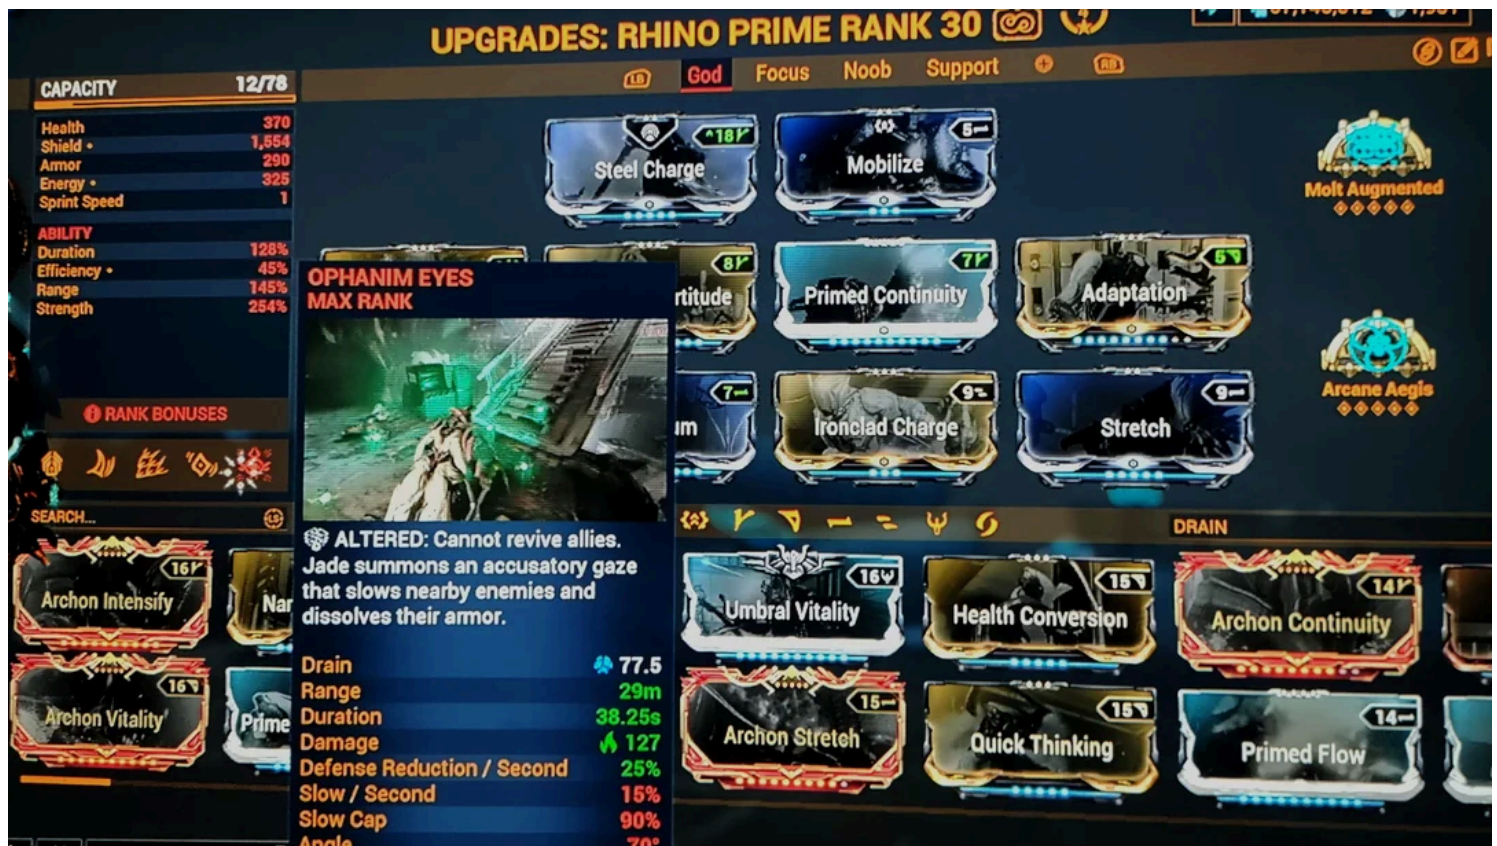 UPGRADES: RHINO PRIME RANK 30
CAPACITY 12/78
LB God Focus Noob Support RB
Health 370
Shield • 1,554
Armor 290
Energy • 325
Sprint Speed 1
ABILITY
Duration 128%
Efficiency • 45%
Range 145%
Strength 254%
RANK BONUSES
SEARCH... LS
Steel Charge ^18
Mobilize 5
Molt Augmented
8
rtitude
Primed Continuity 7
Adaptation 5
Arcane Aegis
7
um
Ironclad Charge 9
Stretch 9
OPHANIM EYES
MAX RANK
ALTERED: Cannot revive allies.
Jade summons an accusatory gaze
that slows nearby enemies and
dissolves their armor.
Drain 77.5
Range 29m
Duration 38.25s
Damage 127
Defense Reduction / Second 25%
Slow / Second 15%
Slow Cap 90%
Angle 70°
DRAIN
Archon Intensify 16
Nar
Umbral Vitality 16
Health Conversion 15
Archon Continuity 14
Archon Vitality 16
Prime
Archon Stretch 15
Quick Thinking 15
Primed Flow 14